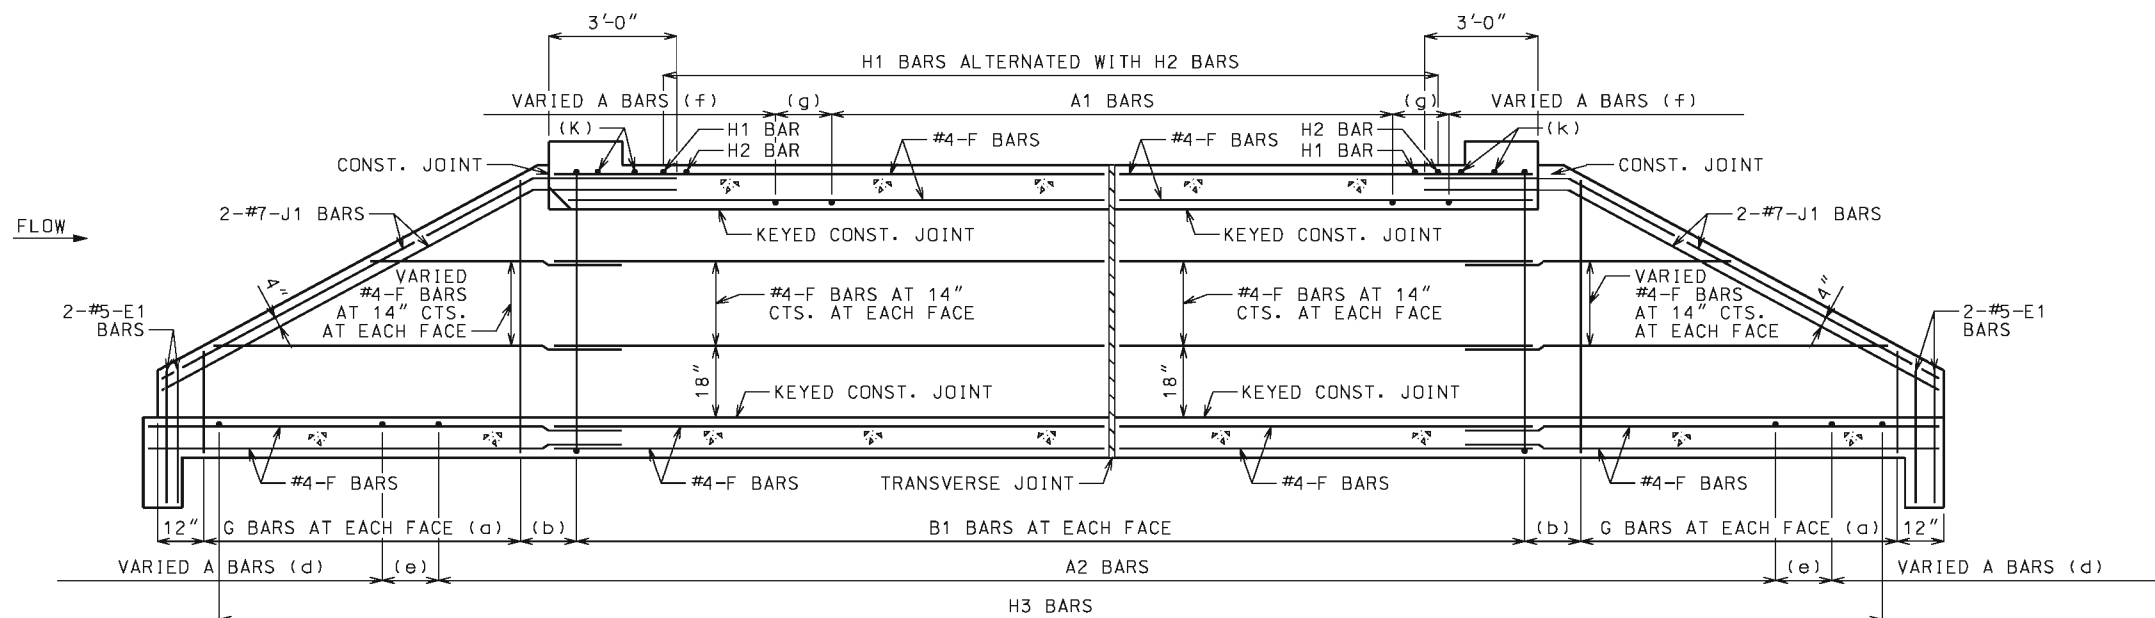 3'-0"
3'-0"
H1 BARS ALTERNATED WITH H2 BARS
VARIED A BARS (f)
(g)
A1 BARS
(g)
VARIED A BARS (f)
(K)
H1 BAR
H2 BAR
#4-F BARS
#4-F BARS
H2 BAR
H1 BAR
(k)
CONST. JOINT
CONST. JOINT
2-#7-J1 BARS
2-#7-J1 BARS
FLOW
KEYED CONST. JOINT
KEYED CONST. JOINT
4"
VARIED
#4-F BARS
AT 14" CTS.
AT EACH FACE
#4-F BARS AT 14"
CTS. AT EACH FACE
#4-F BARS AT 14"
CTS. AT EACH FACE
VARIED
#4-F BARS
AT 14" CTS.
AT EACH FACE
4"
2-#5-E1
BARS
2-#5-E1
BARS
18"
KEYED CONST. JOINT
18"
KEYED CONST. JOINT
#4-F BARS
#4-F BARS
TRANSVERSE JOINT
#4-F BARS
#4-F BARS
12"
G BARS AT EACH FACE (a)
(b)
B1 BARS AT EACH FACE
(b)
G BARS AT EACH FACE (a)
12"
VARIED A BARS (d)
(e)
A2 BARS
(e)
VARIED A BARS (d)
H3 BARS